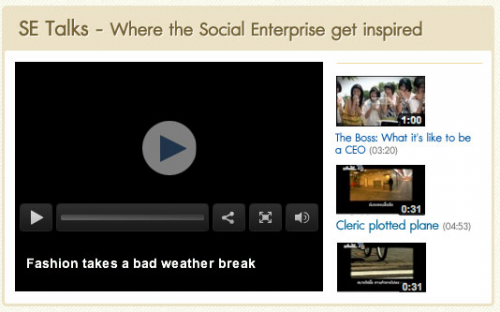 SE Talks - Where the Social Enterprise get inspired
Fashion takes a bad weather break
1:00
The Boss: What it's like to be
a CEO (03:20)
0:31
Cleric plotted plane (04:53)
0:31